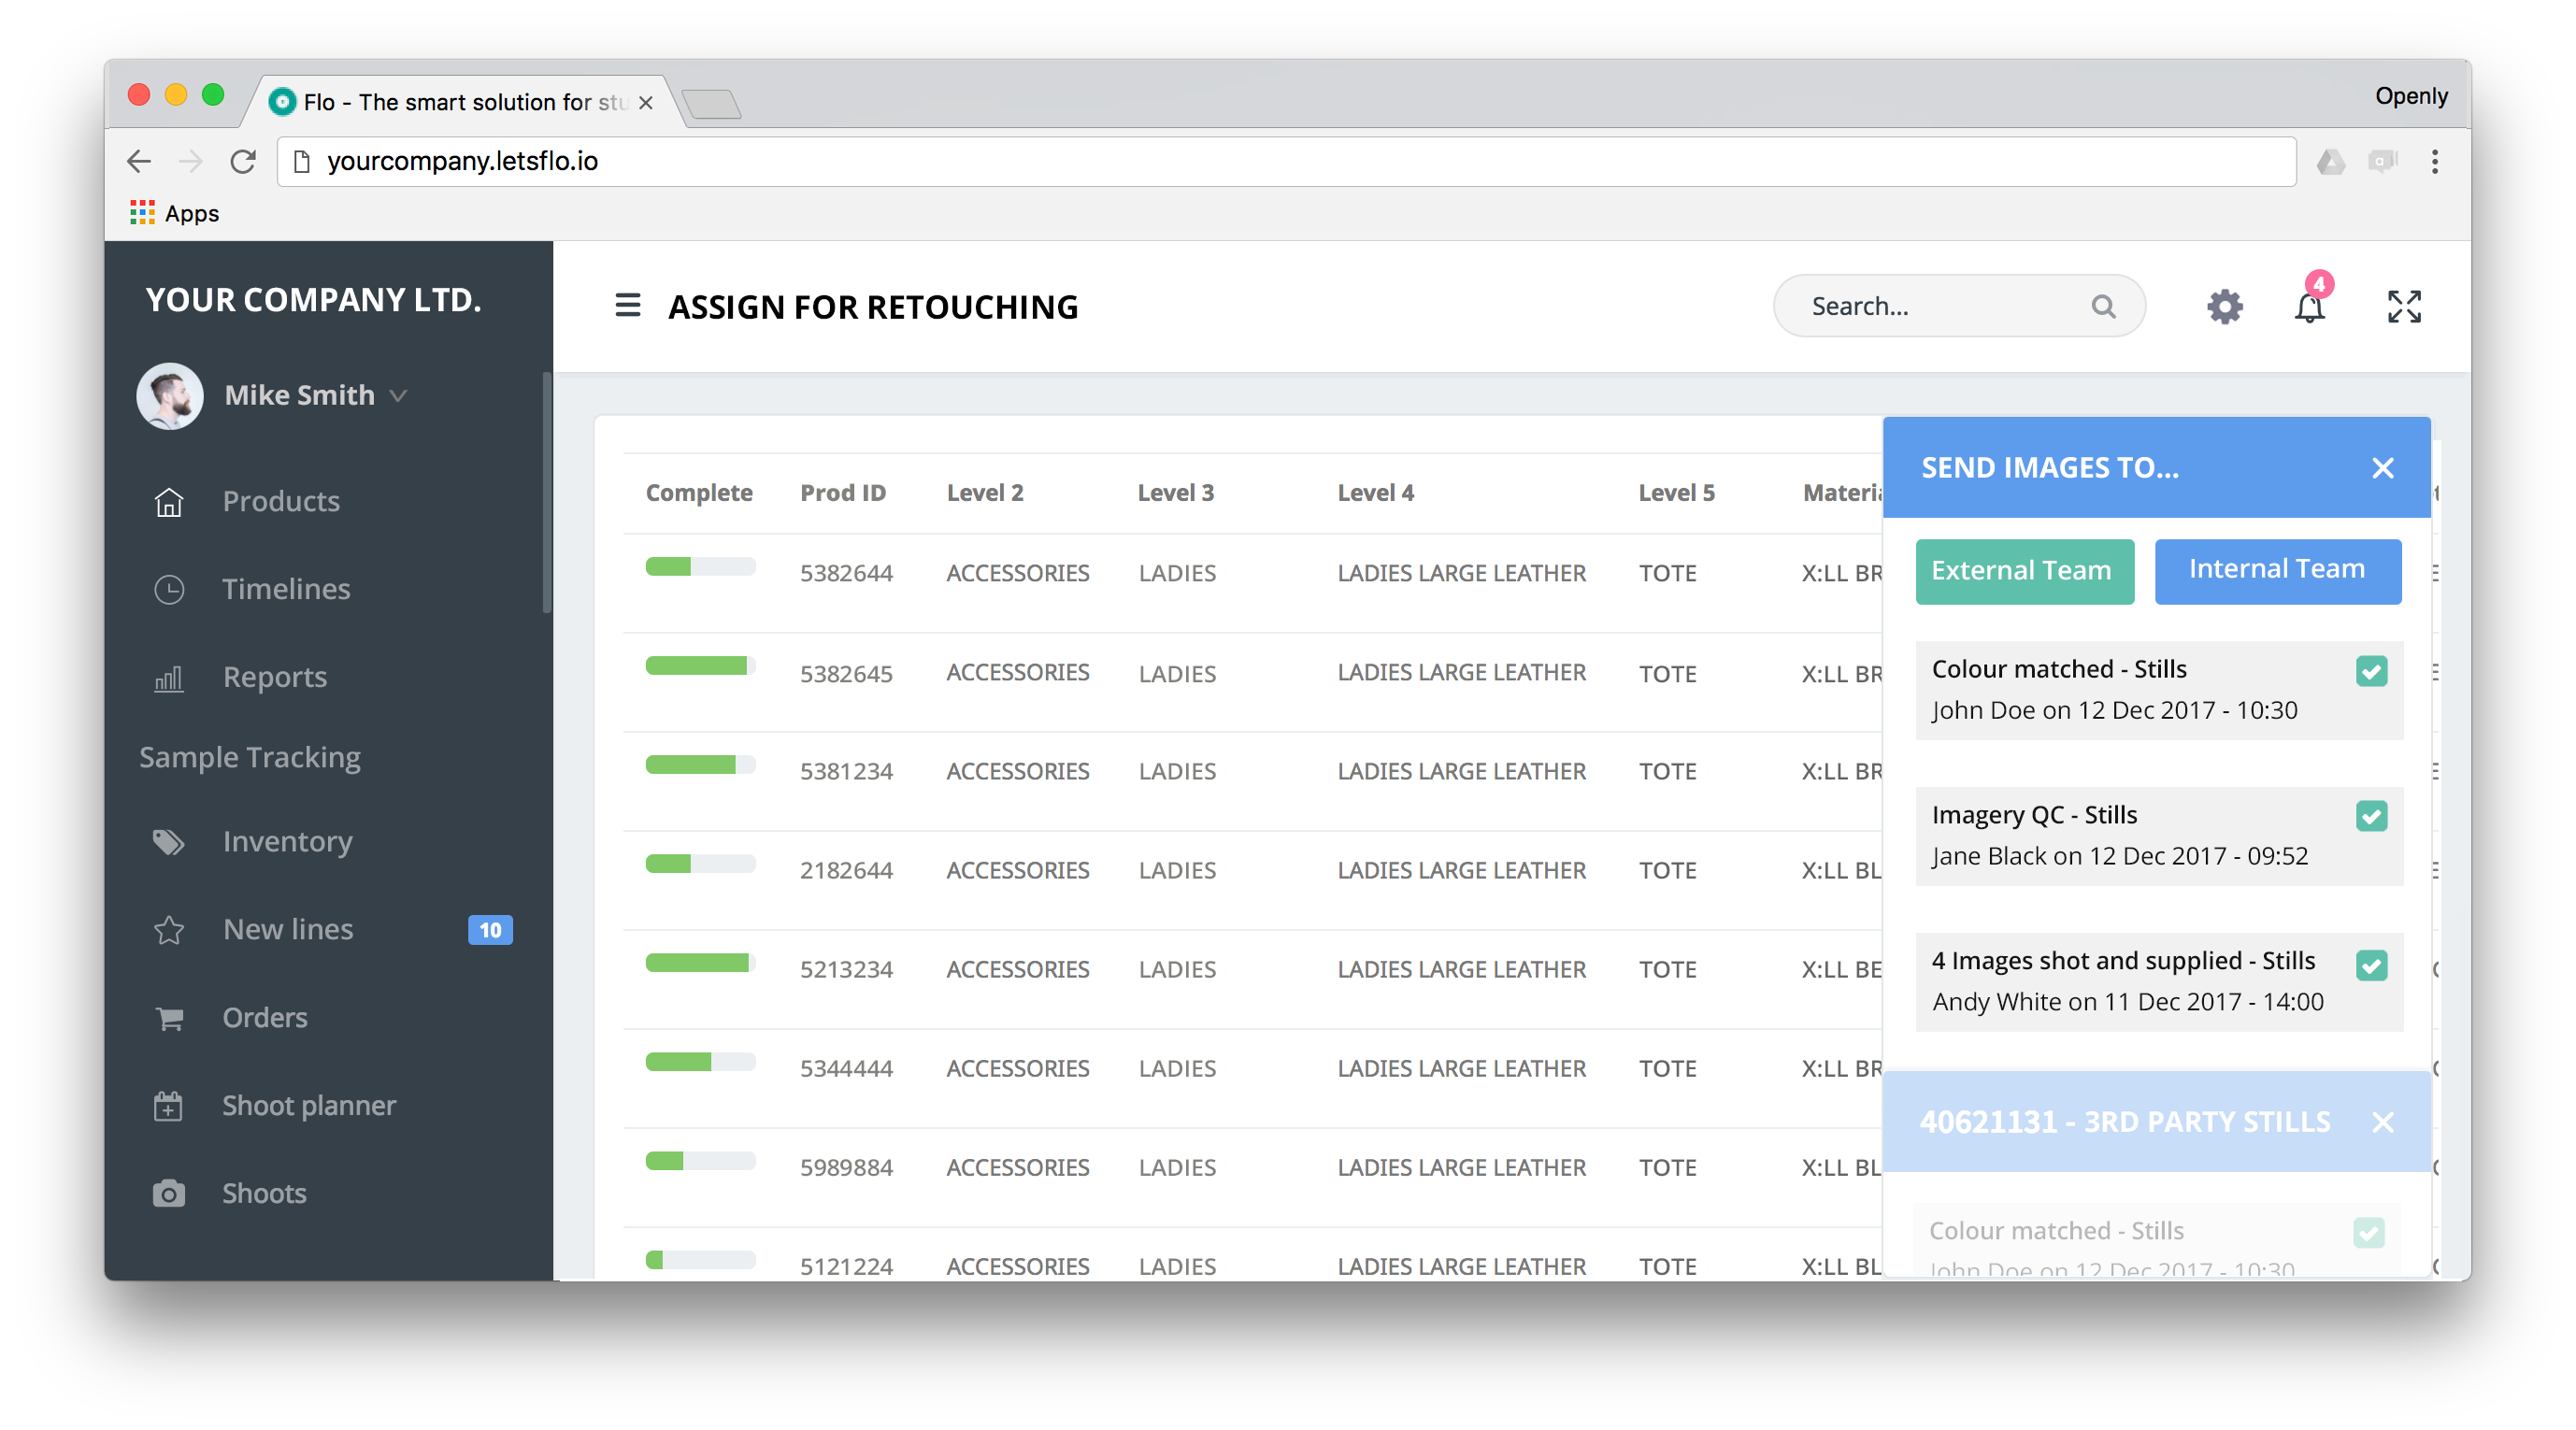 Flo - The smart solution for stu
Openly
yourcompany.letsflo.io
Apps
YOUR COMPANY LTD.
Mike Smith
Products
Timelines
Reports
Sample Tracking
Inventory
New lines 10
Orders
Shoot planner
Shoots
ASSIGN FOR RETOUCHING
Search...
4
Complete Prod ID Level 2 Level 3 Level 4 Level 5 Materi
5382644 ACCESSORIES LADIES LADIES LARGE LEATHER TOTE X:LL BR
5382645 ACCESSORIES LADIES LADIES LARGE LEATHER TOTE X:LL BR
5381234 ACCESSORIES LADIES LADIES LARGE LEATHER TOTE X:LL BR
2182644 ACCESSORIES LADIES LADIES LARGE LEATHER TOTE X:LL BL
5213234 ACCESSORIES LADIES LADIES LARGE LEATHER TOTE X:LL BE
5344444 ACCESSORIES LADIES LADIES LARGE LEATHER TOTE X:LL BR
5989884 ACCESSORIES LADIES LADIES LARGE LEATHER TOTE X:LL BL
5121224 ACCESSORIES LADIES LADIES LARGE LEATHER TOTE X:LL BL
SEND IMAGES TO...
External Team Internal Team
Colour matched - Stills
John Doe on 12 Dec 2017 - 10:30
Imagery QC - Stills
Jane Black on 12 Dec 2017 - 09:52
4 Images shot and supplied - Stills
Andy White on 11 Dec 2017 - 14:00
40621131 - 3RD PARTY STILLS
Colour matched - Stills
John Doe on 12 Dec 2017 - 10:30